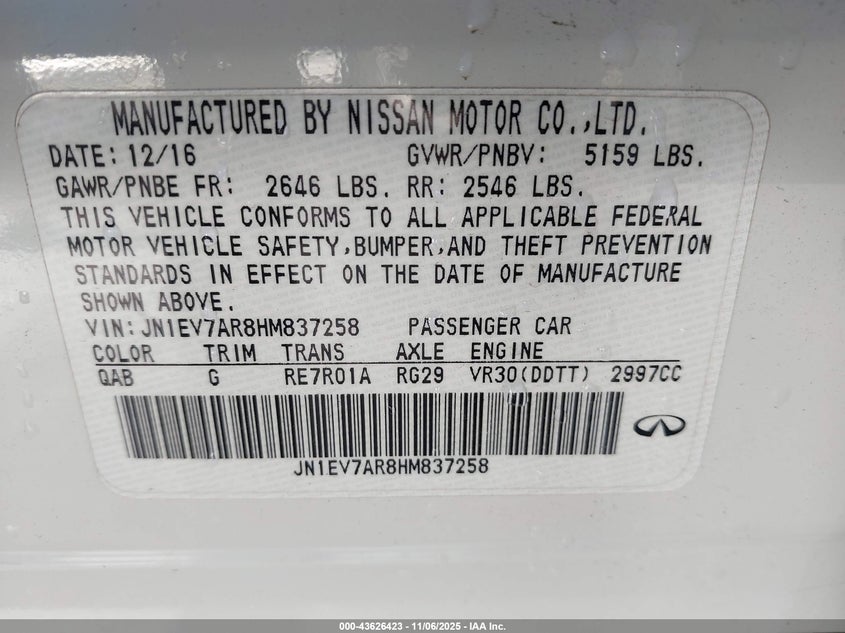 MANUFACTURED BY NISSAN MOTOR CO.,LTD.
DATE: 12/16 GVWR/PNBV: 5159 LBS.
GAWR/PNBE FR: 2646 LBS. RR: 2546 LBS.
THIS VEHICLE CONFORMS TO ALL APPLICABLE FEDERAL
MOTOR VEHICLE SAFETY,BUMPER,AND THEFT PREVENTION
STANDARDS IN EFFECT ON THE DATE OF MANUFACTURE
SHOWN ABOVE.
VIN: JN1EV7AR8HM837258 PASSENGER CAR
COLOR TRIM TRANS AXLE ENGINE
QAB G RE7R01A RG29 VR30(DDTT) 2997CC
JN1EV7AR8HM837258
000-43626423 - 11/06/2025 - IAA Inc.